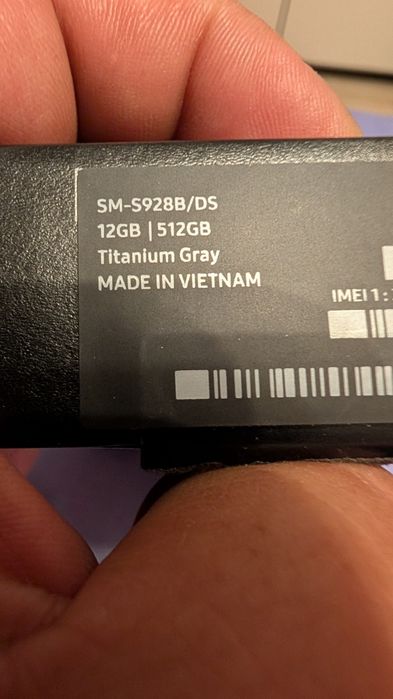 SM-S928B/DS
12GB | 512GB
Titanium Gray
MADE IN VIETNAM
IMEI 1 :